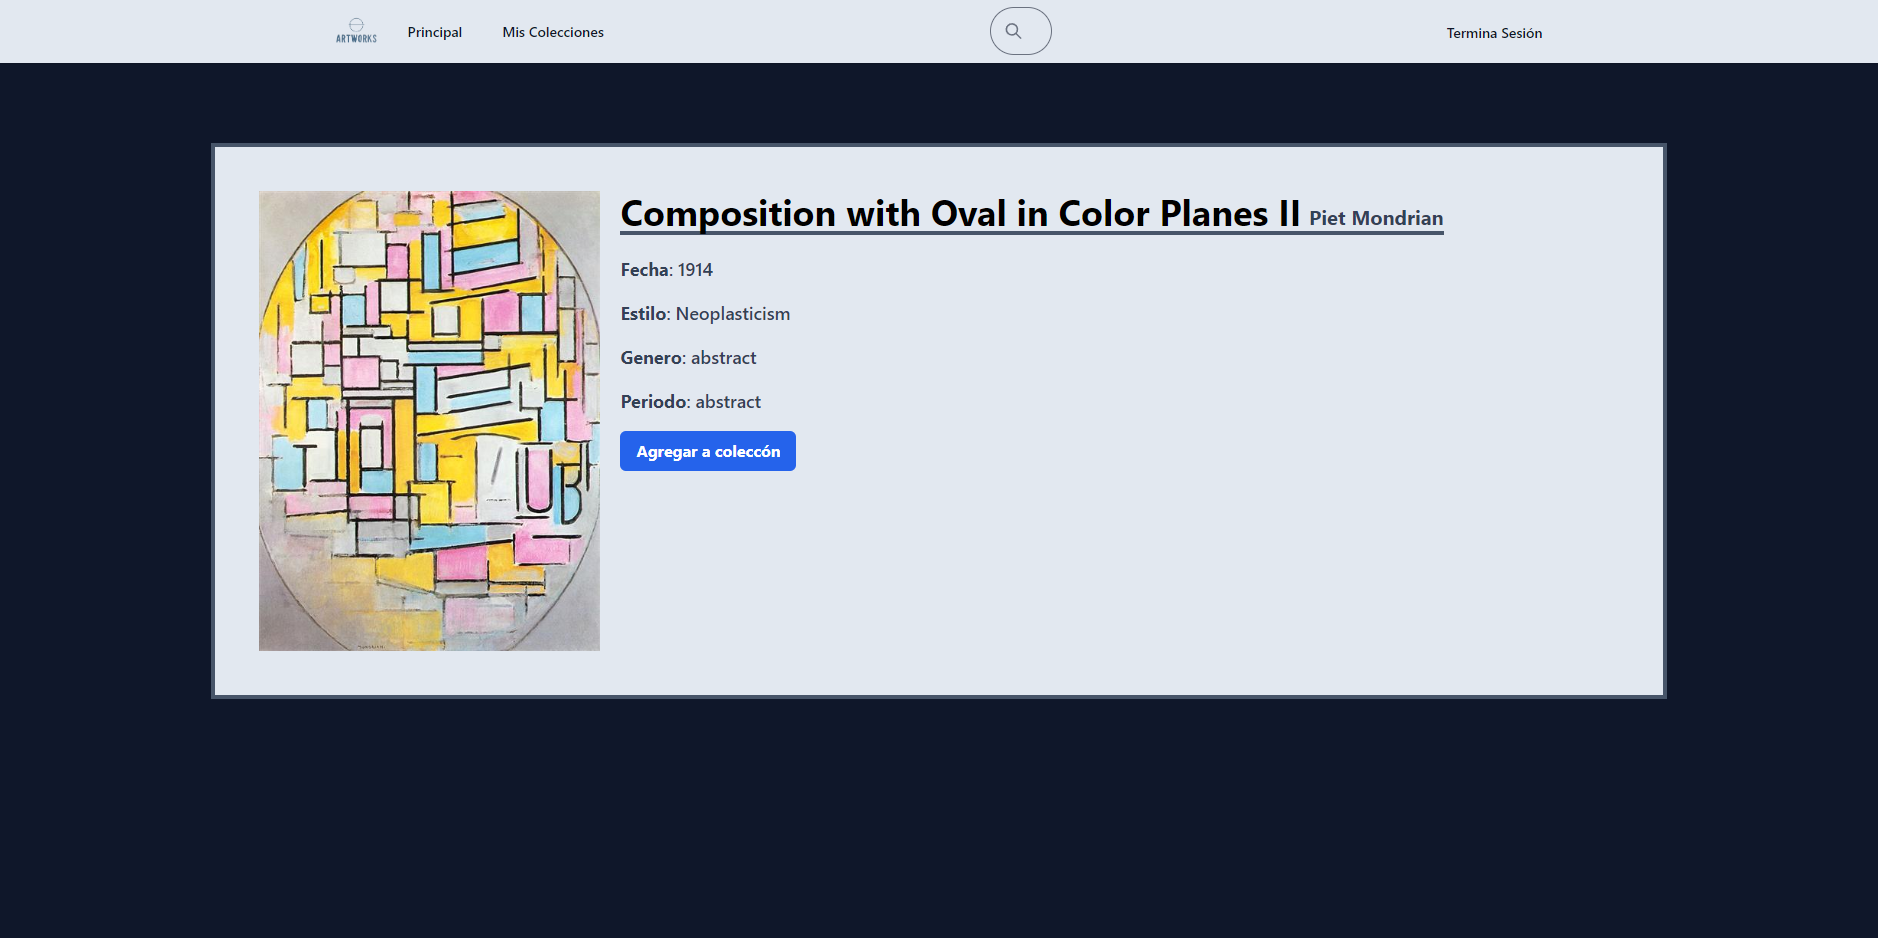 ARTWORKS
Principal
Mis Colecciones
Termina Sesión
Composition with Oval in Color Planes II Piet Mondrian
Fecha: 1914
Estilo: Neoplasticism
Genero: abstract
Periodo: abstract
Agregar a coleccón